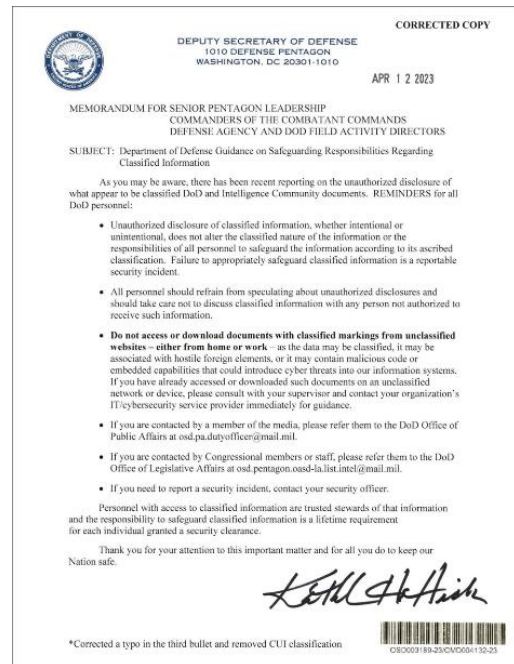 CORRECTED COPY
DEPUTY SECRETARY OF DEFENSE
1010 DEFENSE PENTAGON
WASHINGTON, DC 20301-1010
APR 12 2023
MEMORANDUM FOR SENIOR PENTAGON LEADERSHIP
COMMANDERS OF THE COMBATANT COMMANDS
DEFENSE AGENCY AND DOD FIELD ACTIVITY DIRECTORS
SUBJECT: Department of Defense Guidance on Safeguarding Responsibilities Regarding
Classified Information
As you may be aware, there has been recent reporting on the unauthorized disclosure of
what appear to be classified DoD and Intelligence Community documents. REMINDERS for all
DoD personnel:
• Unauthorized disclosure of classified information, whether intentional or
unintentional, does not alter the classified nature of the information or the
responsibilities of all personnel to safeguard the information according to its ascribed
classification. Failure to appropriately safeguard classified information is a reportable
security incident.
• All personnel should refrain from speculating about unauthorized disclosures and
should take care not to discuss classified information with any person not authorized to
receive such information.
• Do not access or download documents with classified markings from unclassified
websites – either from home or work – as the data may be classified, it may be
associated with hostile foreign elements, or it may contain malicious code or
embedded capabilities that could introduce cyber threats into our information systems.
If you have already accessed or downloaded such documents on an unclassified
network or device, please consult with your supervisor and contact your organization's
IT/cybersecurity service provider immediately for guidance.
• If you are contacted by a member of the media, please refer them to the DoD Office of
Public Affairs at osd.pa.dutyofficer@mail.mil.
• If you are contacted by Congressional members or staff, please refer them to the DoD
Office of Legislative Affairs at osd.pentagon.oasd-la.list.intel@mail.mil.
• If you need to report a security incident, contact your security officer.
Personnel with access to classified information are trusted stewards of that information
and the responsibility to safeguard classified information is a lifetime requirement
for each individual granted a security clearance.
Thank you for your attention to this important matter and for all you do to keep our
Nation safe.
*Corrected a typo in the third bullet and removed CUI classification
OSD003189-23/CMD004132-23